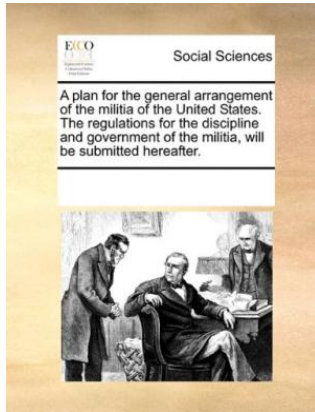 ECCO
Social Sciences
A plan for the general arrangement
of the militia of the United States.
The regulations for the discipline
and government of the militia, will
be submitted hereafter.